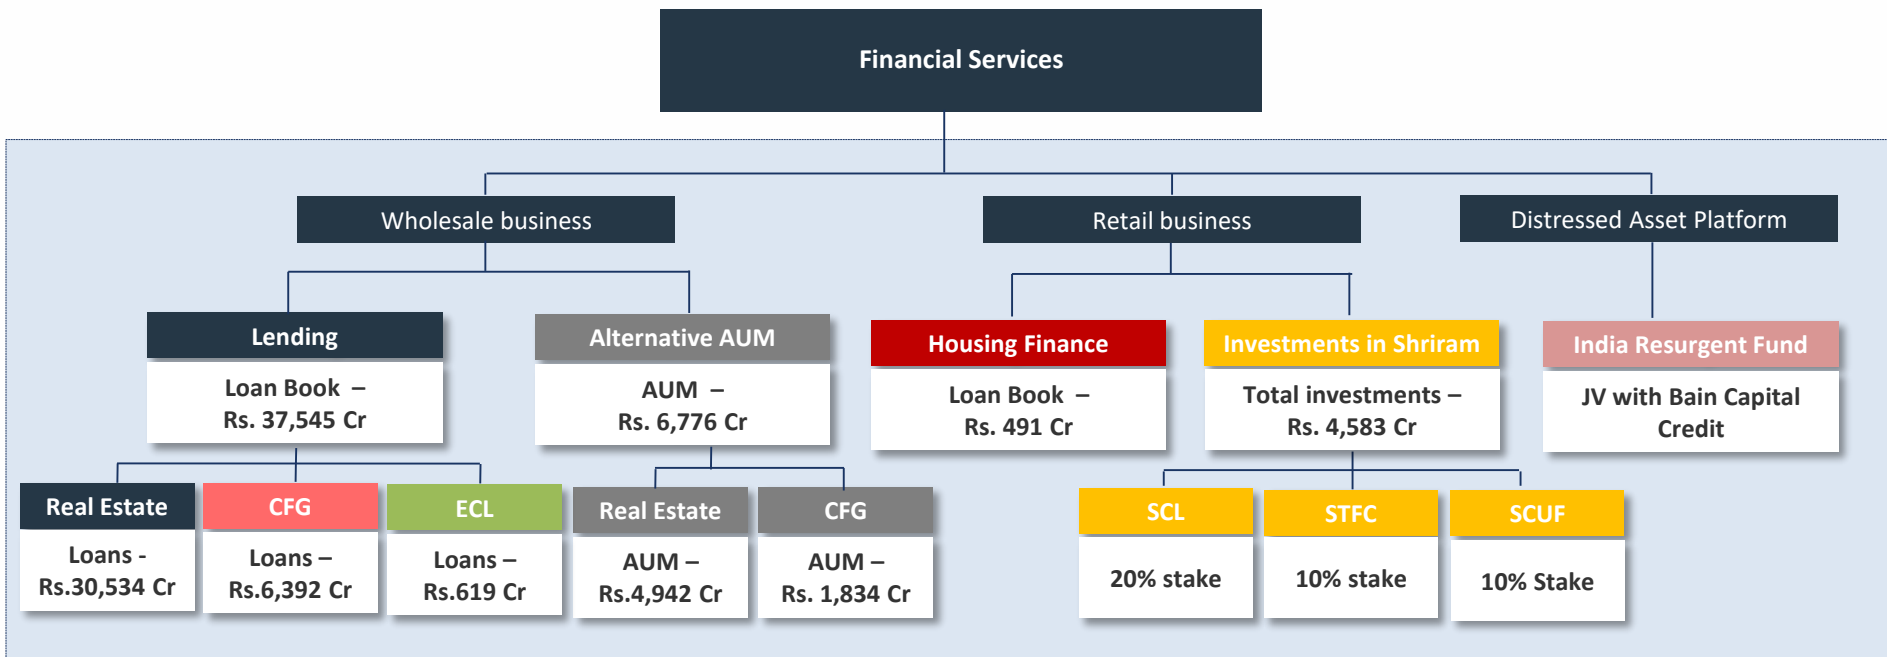 Financial Services
Wholesale business
Retail business
Distressed Asset Platform
Lending
Loan Book –
Rs. 37,545 Cr
Alternative AUM
AUM –
Rs. 6,776 Cr
Housing Finance
Loan Book –
Rs. 491 Cr
Investments in Shriram
Total investments –
Rs. 4,583 Cr
India Resurgent Fund
JV with Bain Capital
Credit
Real Estate
Loans -
Rs.30,534 Cr
CFG
Loans –
Rs.6,392 Cr
ECL
Loans –
Rs.619 Cr
Real Estate
AUM –
Rs.4,942 Cr
CFG
AUM –
Rs. 1,834 Cr
SCL
20% stake
STFC
10% stake
SCUF
10% Stake